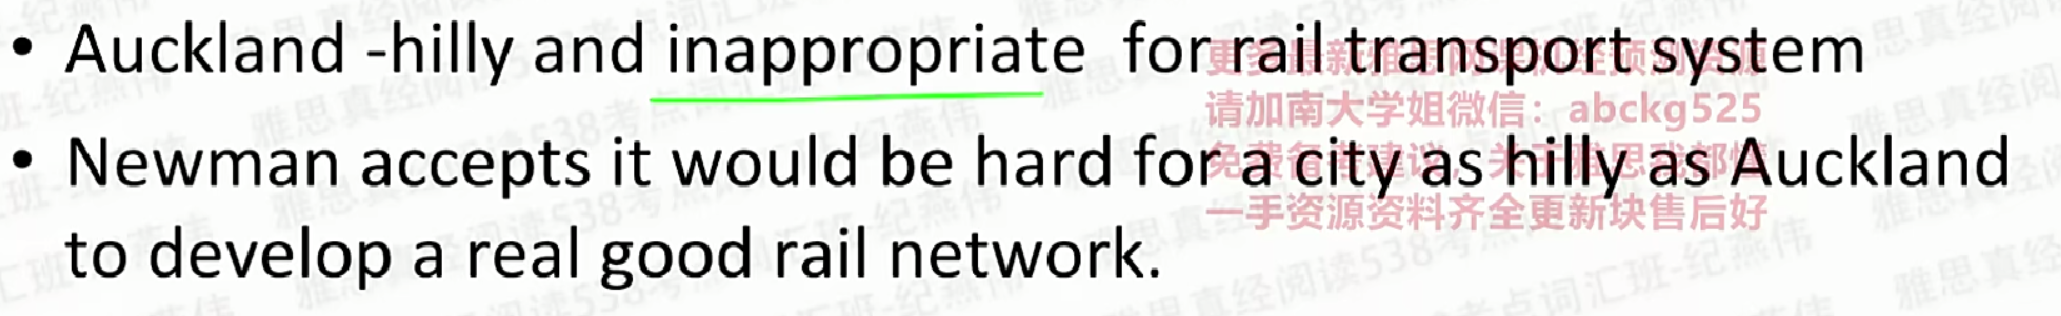 • Auckland -hilly and inappropriate for rail transport system
请加南大学姐微信：abckg525
• Newman accepts it would be hard for a city as hilly as Auckland
一手资源资料齐全更新块售后好
to develop a real good rail network.
雅思真经阅读538考点词汇班-纪燕伟